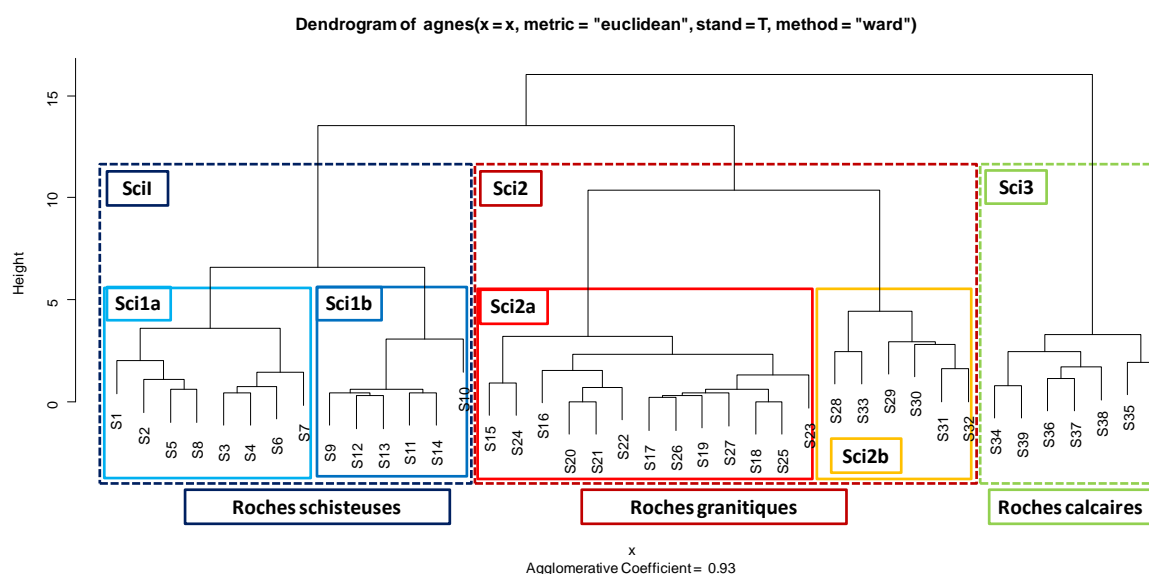 Dendrogram of agnes(x = x, metric = "euclidean", stand = T, method = "ward")
Height
15
10
5
0
SciI
Sci2
Sci3
Sci1a
Sci1b
Sci2a
Sci2b
S1
S2
S5
S8
S3
S4
S6
S7
S9
S12
S13
S11
S14
S10
S15
S24
S16
S20
S21
S22
S17
S26
S19
S27
S18
S25
S23
S28
S33
S29
S30
S31
S32
S34
S39
S36
S37
S38
S35
Roches schisteuses
Roches granitiques
Roches calcaires
x
Agglomerative Coefficient = 0.93